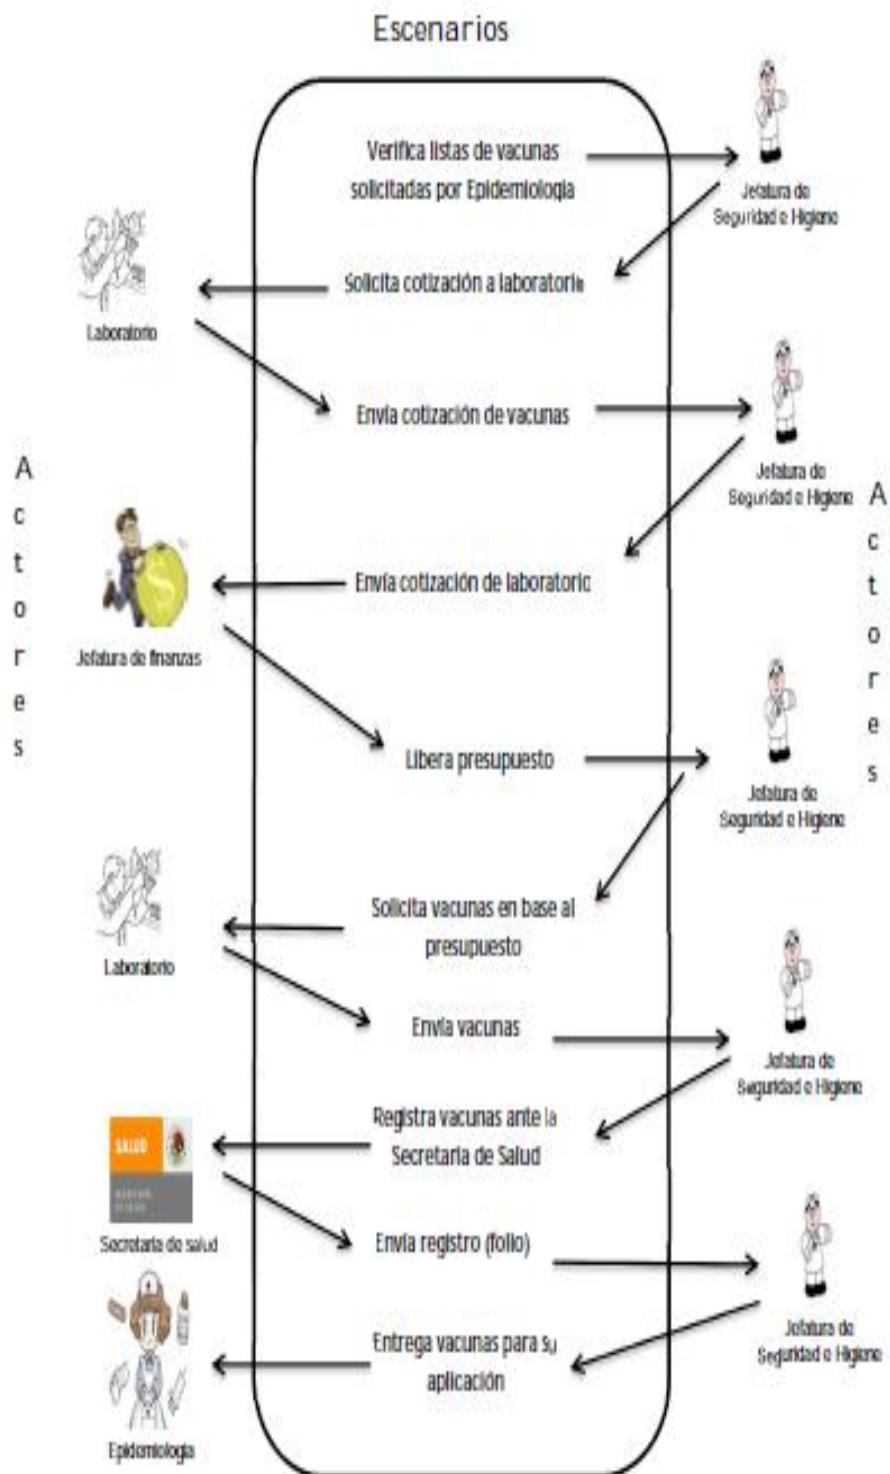 Escenarios
Verifica listas de vacunas
solicitadas por Epidemiologia
Jefatura de
Seguridad e Higiene
Solicita cotización a laboratorio
Laboratorio
Envía cotización de vacunas
Jefatura de
Seguridad e Higiene
Actores
Actores
Envía cotización de laboratorio
Jefatura de finanzas
Libera presupuesto
Jefatura de
Seguridad e Higiene
Solicita vacunas en base al
presupuesto
Laboratorio
Envía vacunas
Jefatura de
Seguridad e Higiene
Registra vacunas ante la
Secretaria de Salud
SALUD
Secretaria de salud
Envía registro (folio)
Jefatura de
Seguridad e Higiene
Entrega vacunas para su
aplicación
Epidemiologia